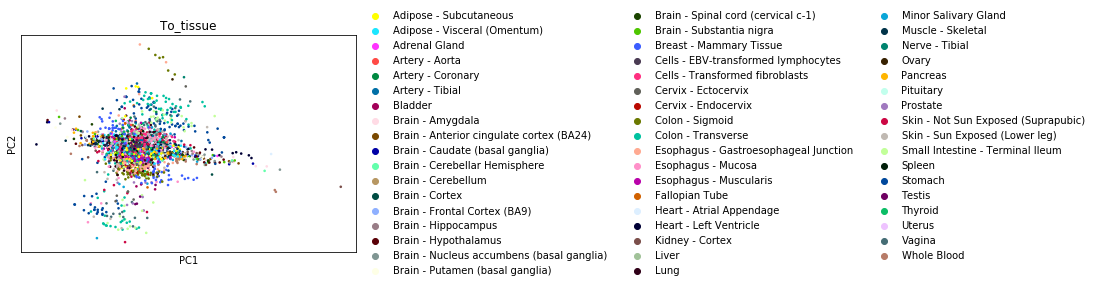 To_tissue
PC2
PC1
Adipose - Subcutaneous
Adipose - Visceral (Omentum)
Adrenal Gland
Artery - Aorta
Artery - Coronary
Artery - Tibial
Bladder
Brain - Amygdala
Brain - Anterior cingulate cortex (BA24)
Brain - Caudate (basal ganglia)
Brain - Cerebellar Hemisphere
Brain - Cerebellum
Brain - Cortex
Brain - Frontal Cortex (BA9)
Brain - Hippocampus
Brain - Hypothalamus
Brain - Nucleus accumbens (basal ganglia)
Brain - Putamen (basal ganglia)
Brain - Spinal cord (cervical c-1)
Brain - Substantia nigra
Breast - Mammary Tissue
Cells - EBV-transformed lymphocytes
Cells - Transformed fibroblasts
Cervix - Ectocervix
Cervix - Endocervix
Colon - Sigmoid
Colon - Transverse
Esophagus - Gastroesophageal Junction
Esophagus - Mucosa
Esophagus - Muscularis
Fallopian Tube
Heart - Atrial Appendage
Heart - Left Ventricle
Kidney - Cortex
Liver
Lung
Minor Salivary Gland
Muscle - Skeletal
Nerve - Tibial
Ovary
Pancreas
Pituitary
Prostate
Skin - Not Sun Exposed (Suprapubic)
Skin - Sun Exposed (Lower leg)
Small Intestine - Terminal Ileum
Spleen
Stomach
Testis
Thyroid
Uterus
Vagina
Whole Blood